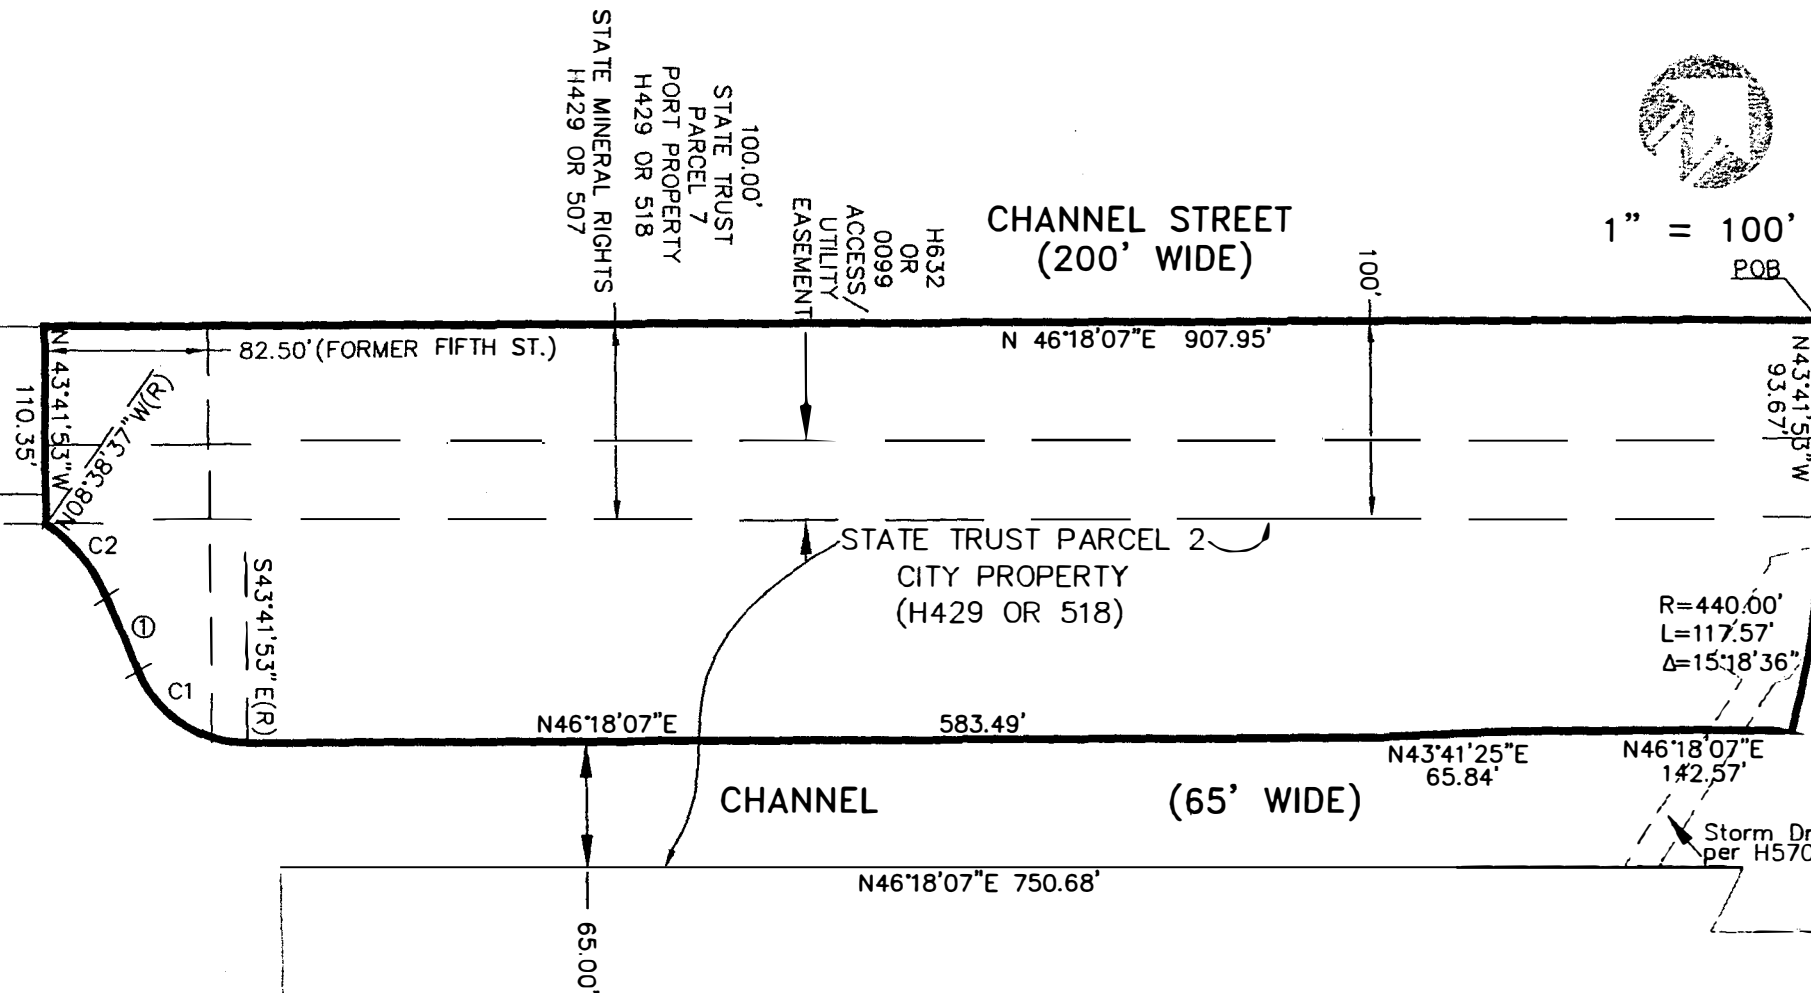 STATE MINERAL RIGHTS
H429 OR 507
100.00'
STATE TRUST
PARCEL 7
PORT PROPERTY
H429 OR 518
H632
OR
0099
ACCESS
UTILITY
EASEMENT
CHANNEL STREET
(200' WIDE)
100'
1" = 100'
POB
82.50'(FORMER FIFTH ST.)
N 46°18'07"E 907.95'
N 43°41'53"W
110.35'
N08°38'37"W(R)
N43°41'53"W
93.67'
C2
①
C1
S43°41'53"E(R)
STATE TRUST PARCEL 2
CITY PROPERTY
(H429 OR 518)
R=440.00'
L=117.57'
Δ=15°18'36"
N46°18'07"E 583.49'
N43°41'25"E
65.84'
N46°18'07"E
142.57'
CHANNEL (65' WIDE)
Storm Dr
per H570
N46°18'07"E 750.68'
65.00'